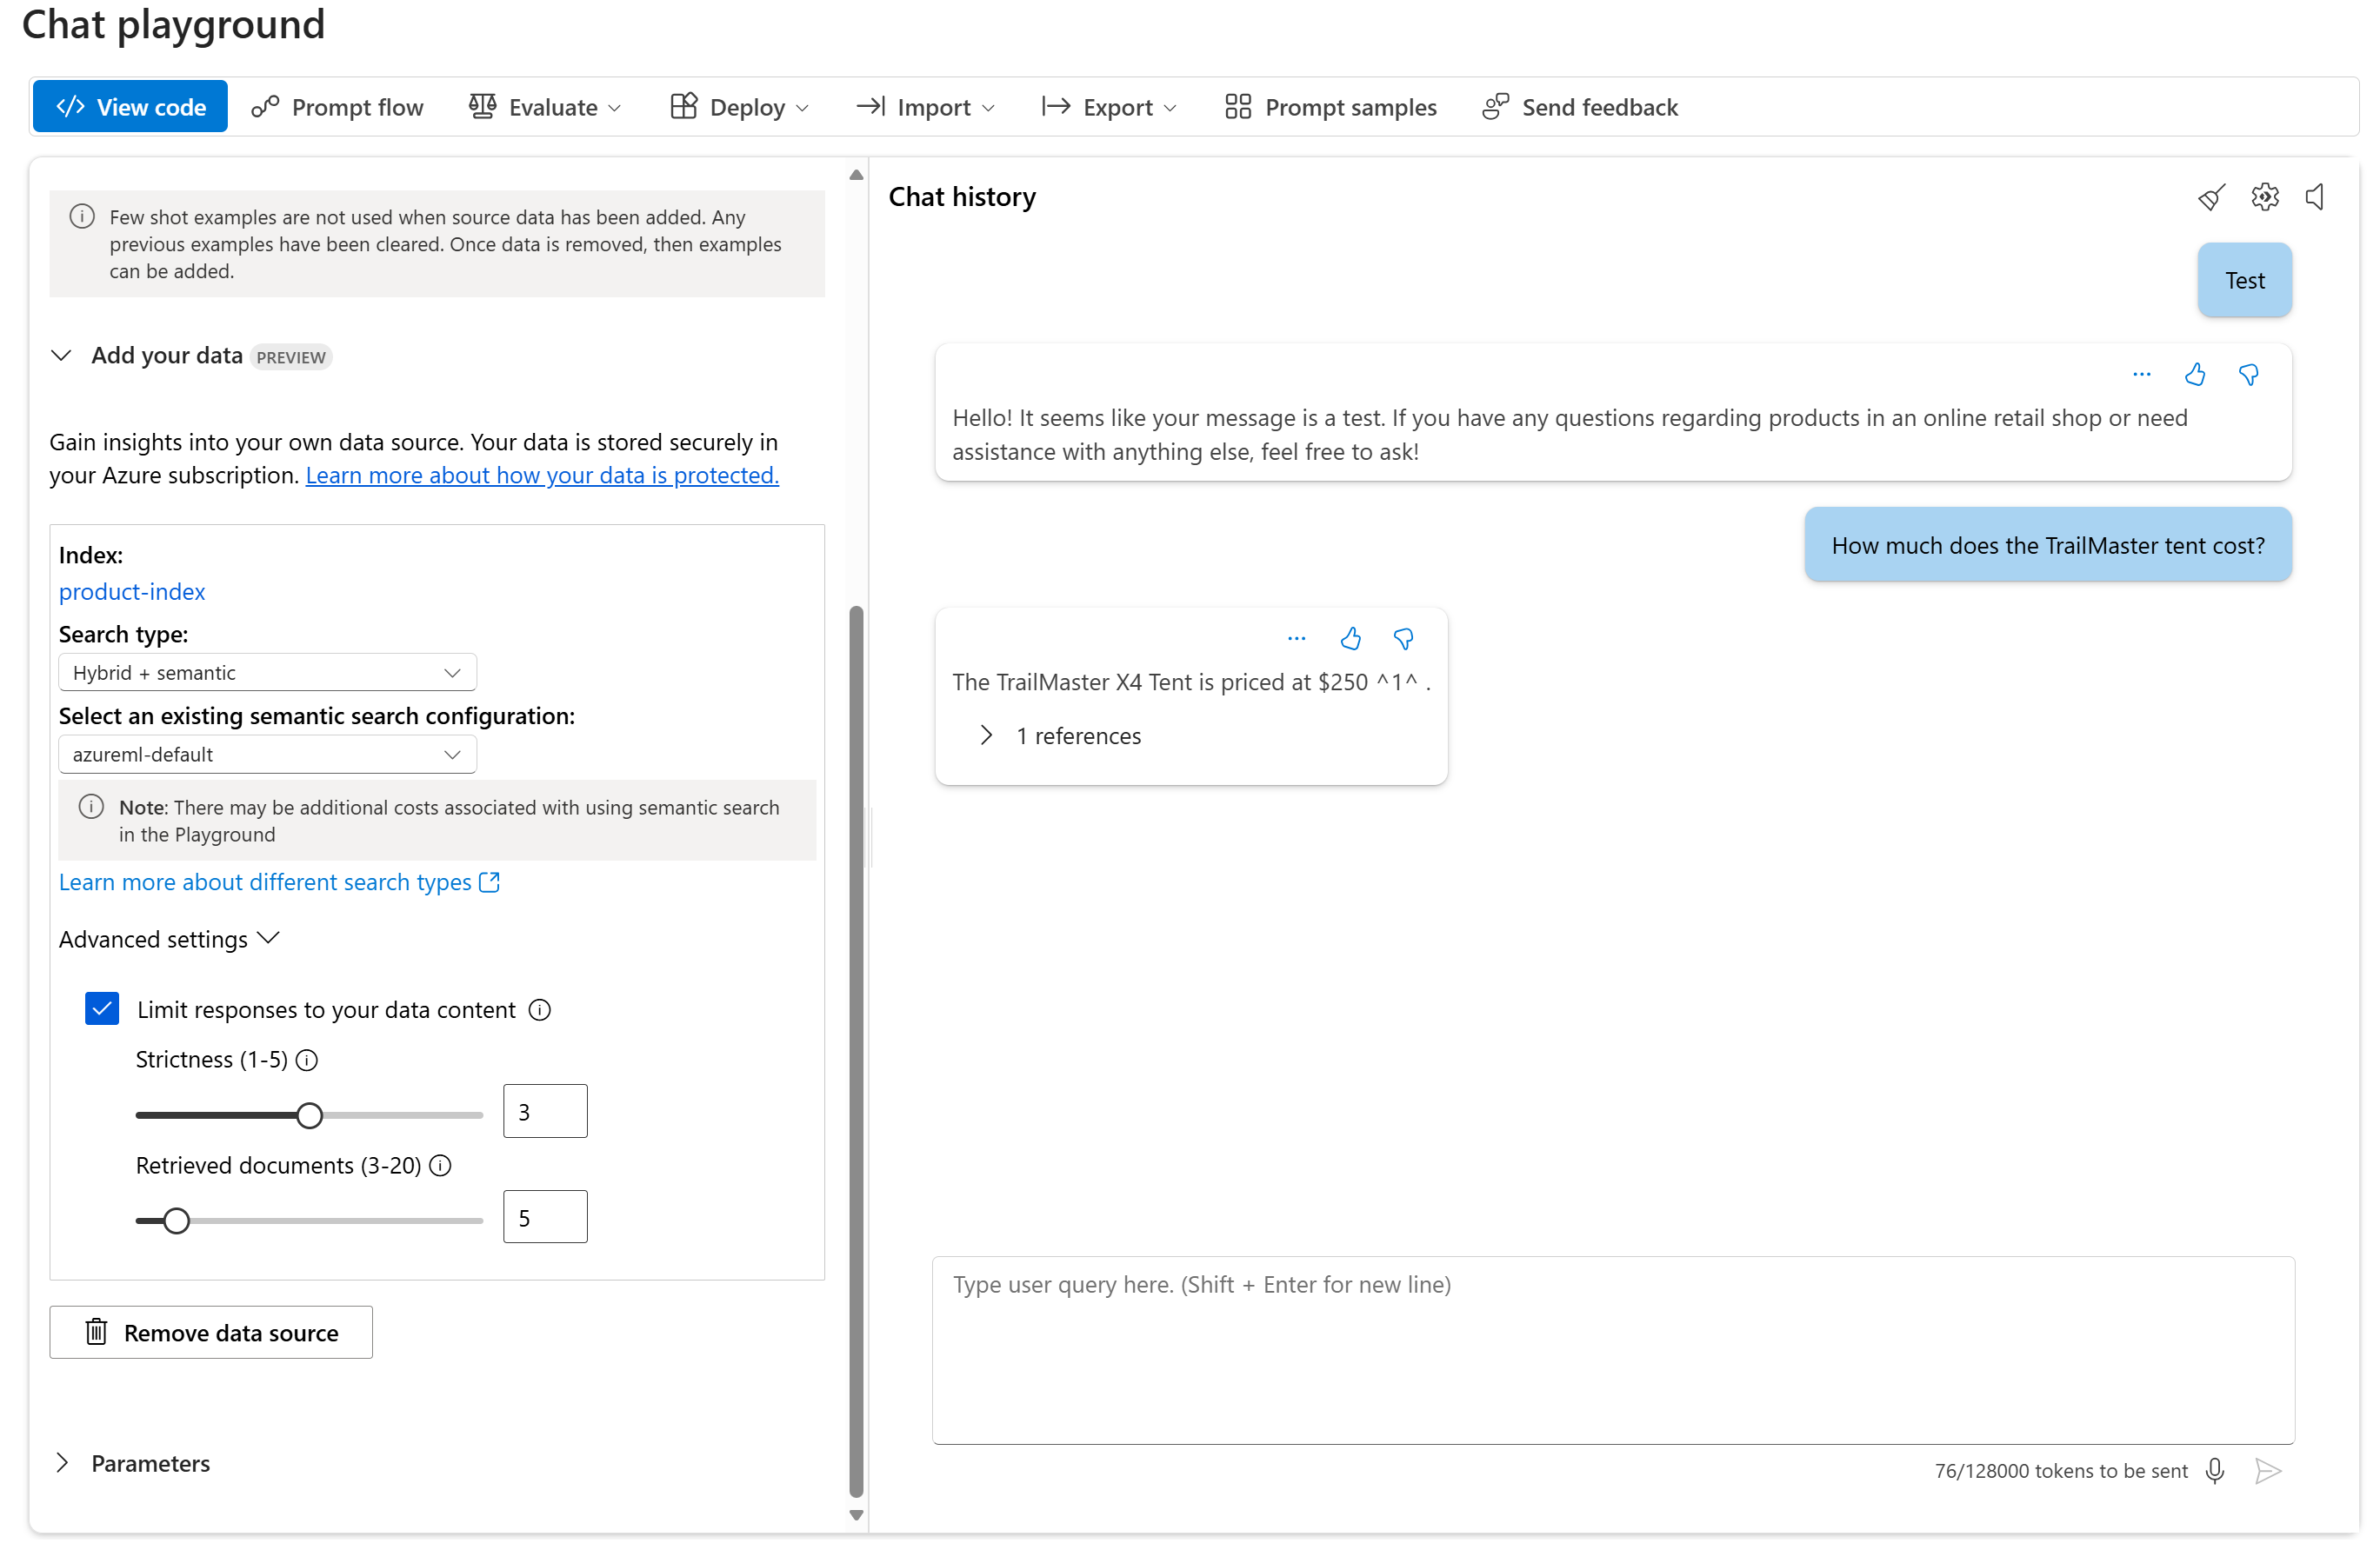 Chat playground
</> View code
Prompt flow
Evaluate
Deploy
Import
Export
Prompt samples
Send feedback
Few shot examples are not used when source data has been added. Any
previous examples have been cleared. Once data is removed, then examples
can be added.
Add your data PREVIEW
Gain insights into your own data source. Your data is stored securely in
your Azure subscription. Learn more about how your data is protected.
Index:
product-index
Search type:
Hybrid + semantic
Select an existing semantic search configuration:
azureml-default
Note: There may be additional costs associated with using semantic search
in the Playground
Learn more about different search types
Advanced settings
Limit responses to your data content
Strictness (1-5)
3
Retrieved documents (3-20)
5
Remove data source
Parameters
Chat history
Test
Hello! It seems like your message is a test. If you have any questions regarding products in an online retail shop or need
assistance with anything else, feel free to ask!
How much does the TrailMaster tent cost?
The TrailMaster X4 Tent is priced at $250 ^1^ .
1 references
Type user query here. (Shift + Enter for new line)
76/128000 tokens to be sent